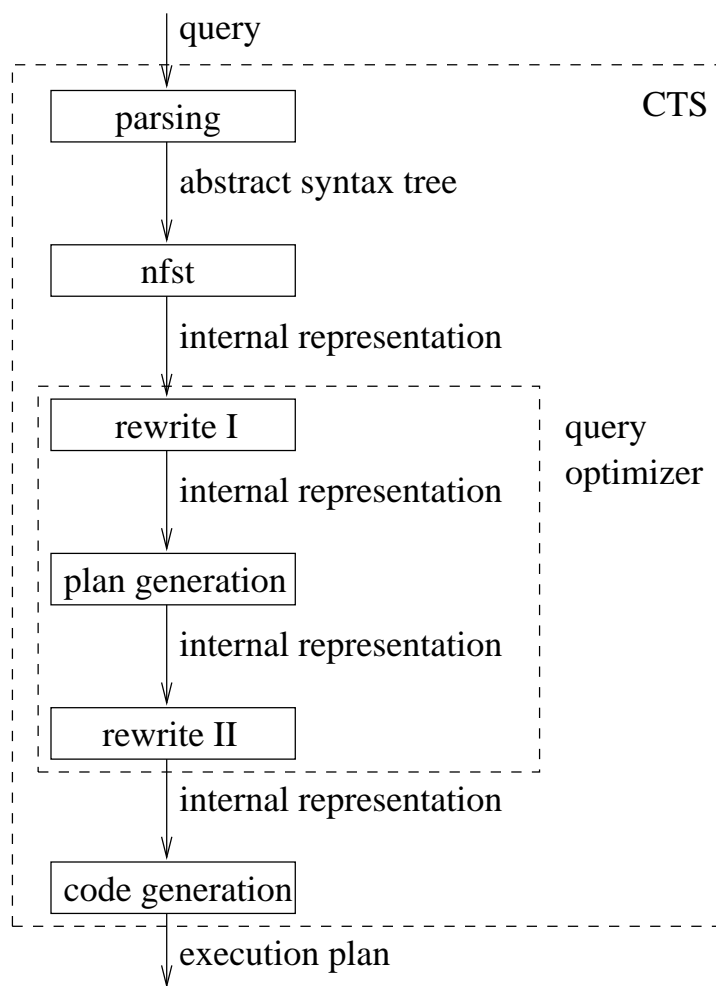 query
CTS
parsing
abstract syntax tree
nfst
internal representation
rewrite I
query
optimizer
internal representation
plan generation
internal representation
rewrite II
internal representation
code generation
execution plan